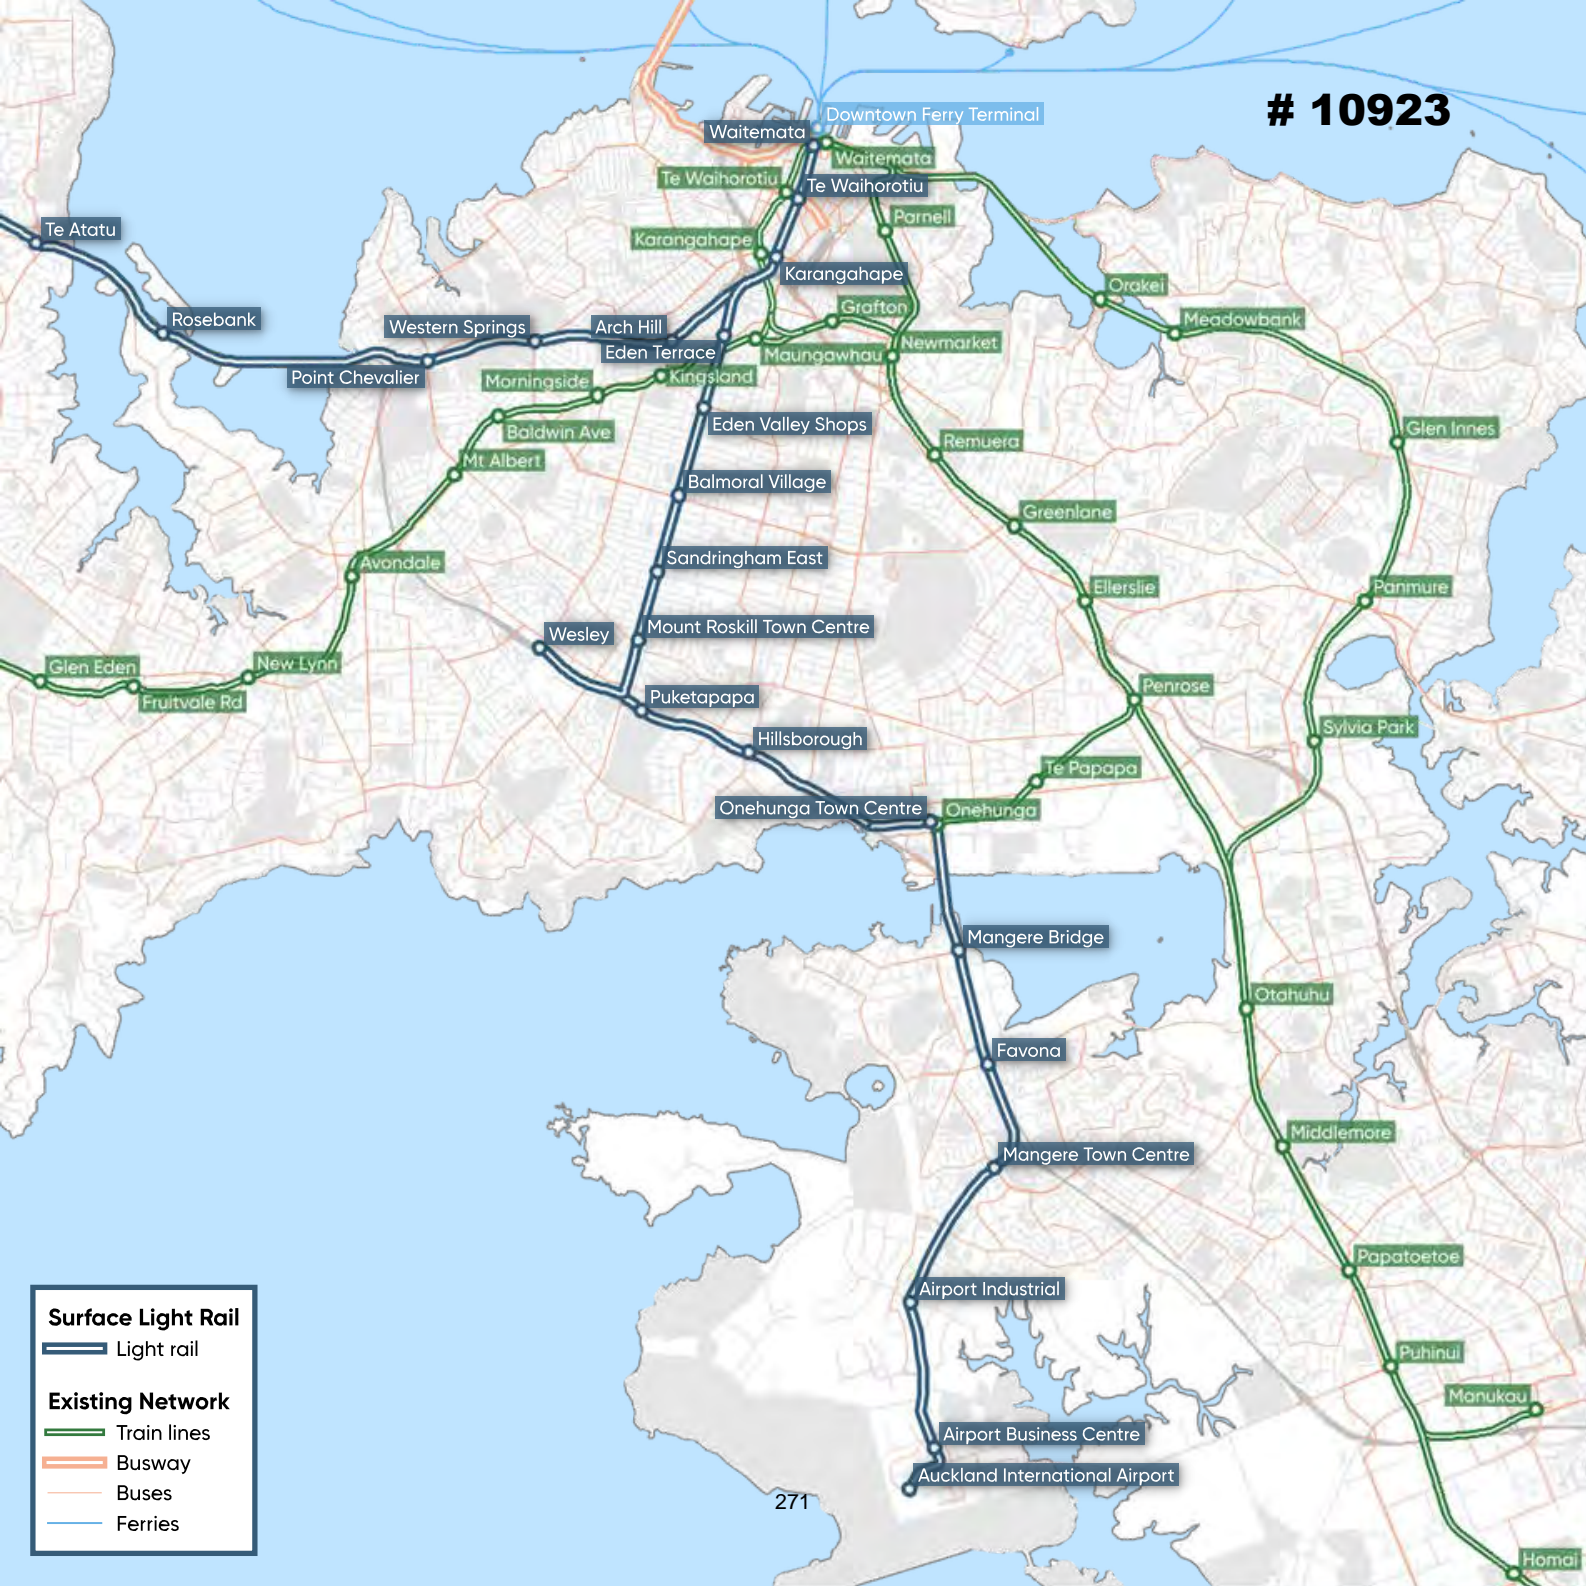 # 10923
Downtown Ferry Terminal
Waitemata
Waitemata
Te Waihorotiu
Te Waihorotiu
Parnell
Te Atatu
Karangahape
Karangahape
Orakei
Grafton
Rosebank
Western Springs
Arch Hill
Meadowbank
Newmarket
Eden Terrace
Maungawhau
Point Chevalier
Morningside
Kingsland
Eden Valley Shops
Baldwin Ave
Glen Innes
Remuera
Mt Albert
Balmoral Village
Greenlane
Sandringham East
Avondale
Ellerslie
Panmure
Wesley
Mount Roskill Town Centre
Glen Eden
New Lynn
Penrose
Fruitvale Rd
Puketapapa
Sylvia Park
Hillsborough
Te Papapa
Onehunga Town Centre
Onehunga
Mangere Bridge
Otahuhu
Favona
Middlemore
Mangere Town Centre
Papatoetoe
Airport Industrial
Puhinui
Manukau
Airport Business Centre
Auckland International Airport
271
Homai
Surface Light Rail
Light rail
Existing Network
Train lines
Busway
Buses
Ferries